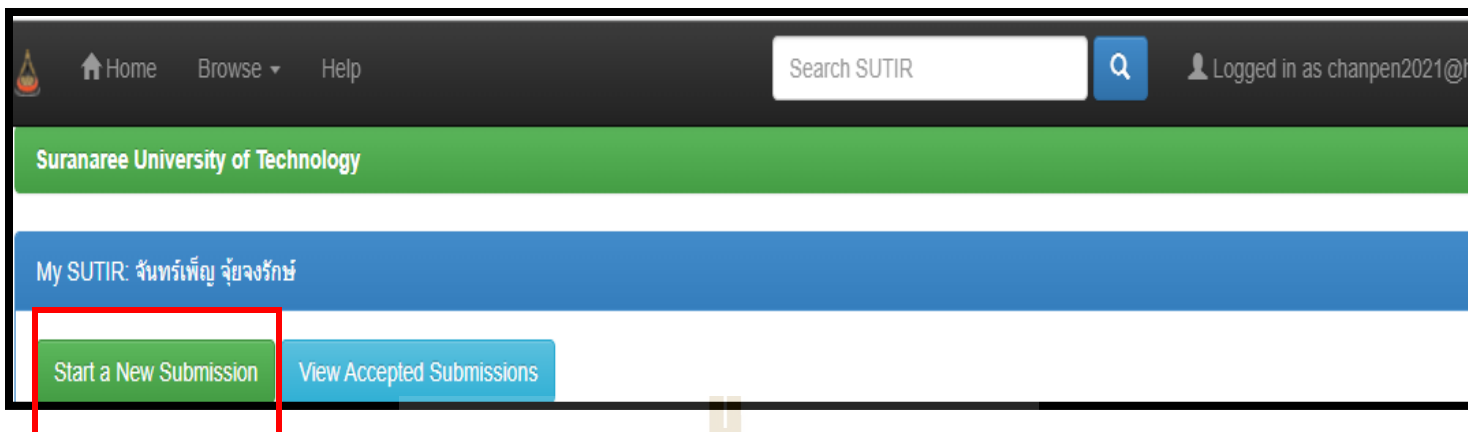 Home Browse Help Search SUTIR Logged in as chanpen2021@h
Suranaree University of Technology
My SUTIR: จันทร์เพ็ญ จุ้ยจงรักษ์
Start a New Submission View Accepted Submissions